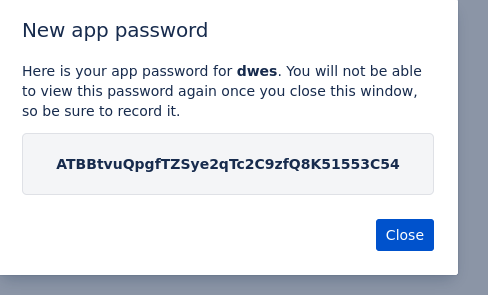 New app password
Here is your app password for dwes. You will not be able
to view this password again once you close this window,
so be sure to record it.
ATBBtvuQpgfTZSye2qTc2C9zfQ8K51553C54
Close